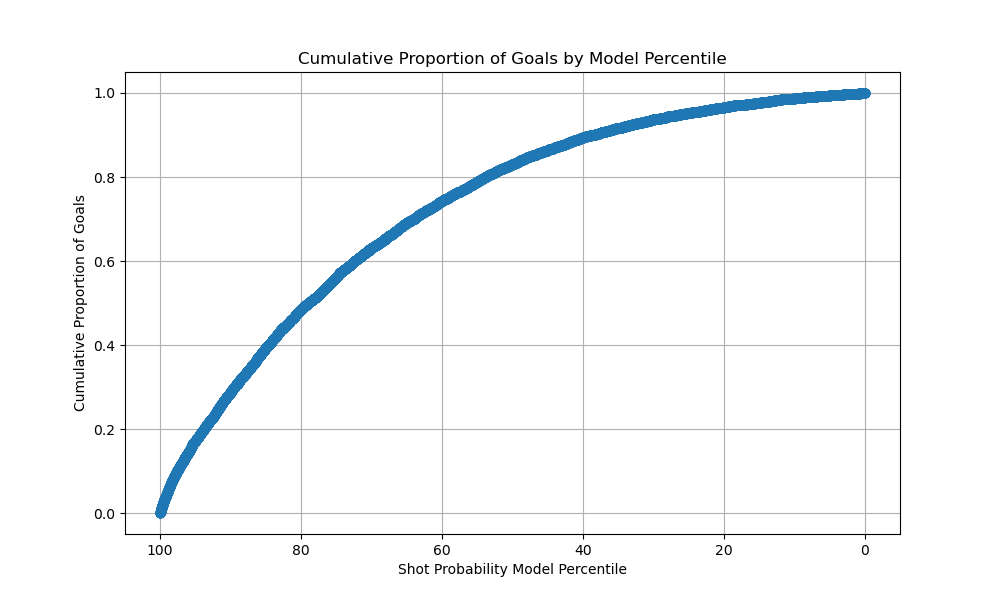 Cumulative Proportion of Goals by Model Percentile
Cumulative Proportion of Goals
1.0
0.8
0.6
0.4
0.2
0.0
100 80 60 40 20 0
Shot Probability Model Percentile